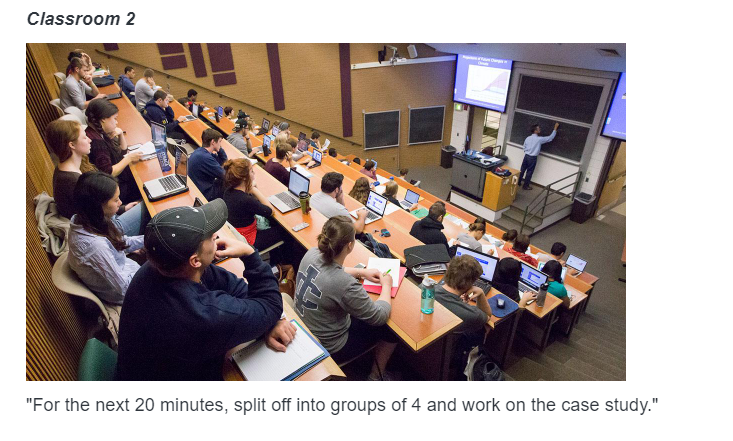 Classroom 2
"For the next 20 minutes, split off into groups of 4 and work on the case study."